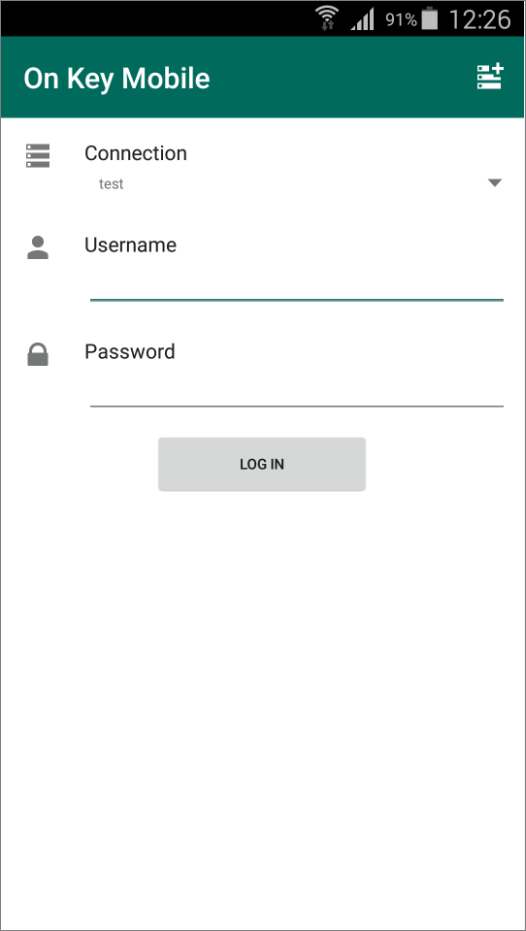 91% 12:26
On Key Mobile
Connection
test
Username
Password
LOG IN